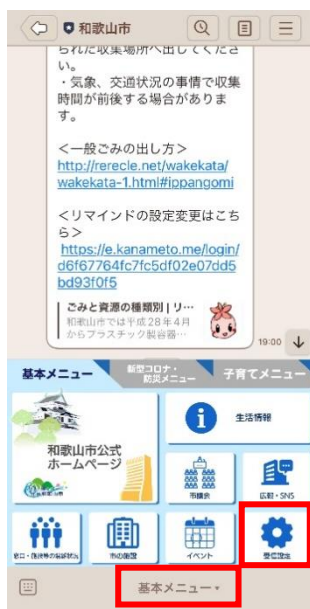 和歌山市
られた収集場所へ出してくださ
い。
・気象、交通状況の事情で収集
時間が前後する場合がありま
す。
<一般ごみの出し方>
http://rerecle.net/wakekata/
wakekata-1.html#ippangomi
<リマインドの設定変更はこち
ら>
https://e.kanameto.me/login/
d6f67764fc7fc5df02e07dd5
bd93f0f5
ごみと資源の種類別 | リ…
和歌山市では平成28年4月
からプラスチック製容器…
19:00
基本メニュー
新型コロナ・
防災メニュー
子育てメニュー
和歌山市公式
ホームページ
生活情報
市議会
広報・SNS
市の施設
イベント
受信設定
基本メニュー▾